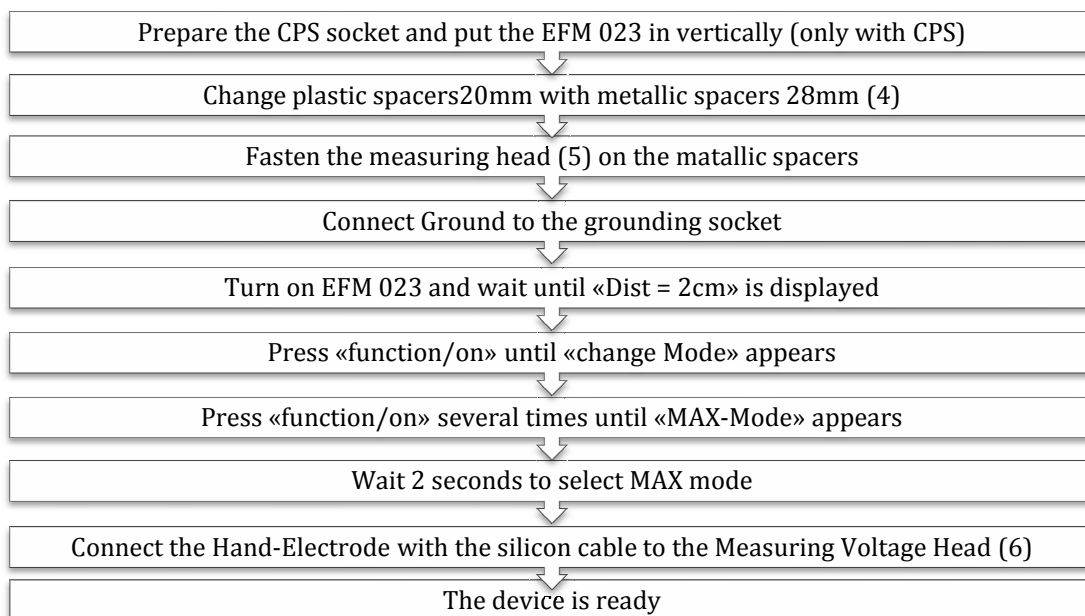 Prepare the CPS socket and put the EFM 023 in vertically (only with CPS)
Change plastic spacers20mm with metallic spacers 28mm (4)
Fasten the measuring head (5) on the matallic spacers
Connect Ground to the grounding socket
Turn on EFM 023 and wait until «Dist = 2cm» is displayed
Press «function/on» until «change Mode» appears
Press «function/on» several times until «MAX-Mode» appears
Wait 2 seconds to select MAX mode
Connect the Hand-Electrode with the silicon cable to the Measuring Voltage Head (6)
The device is ready